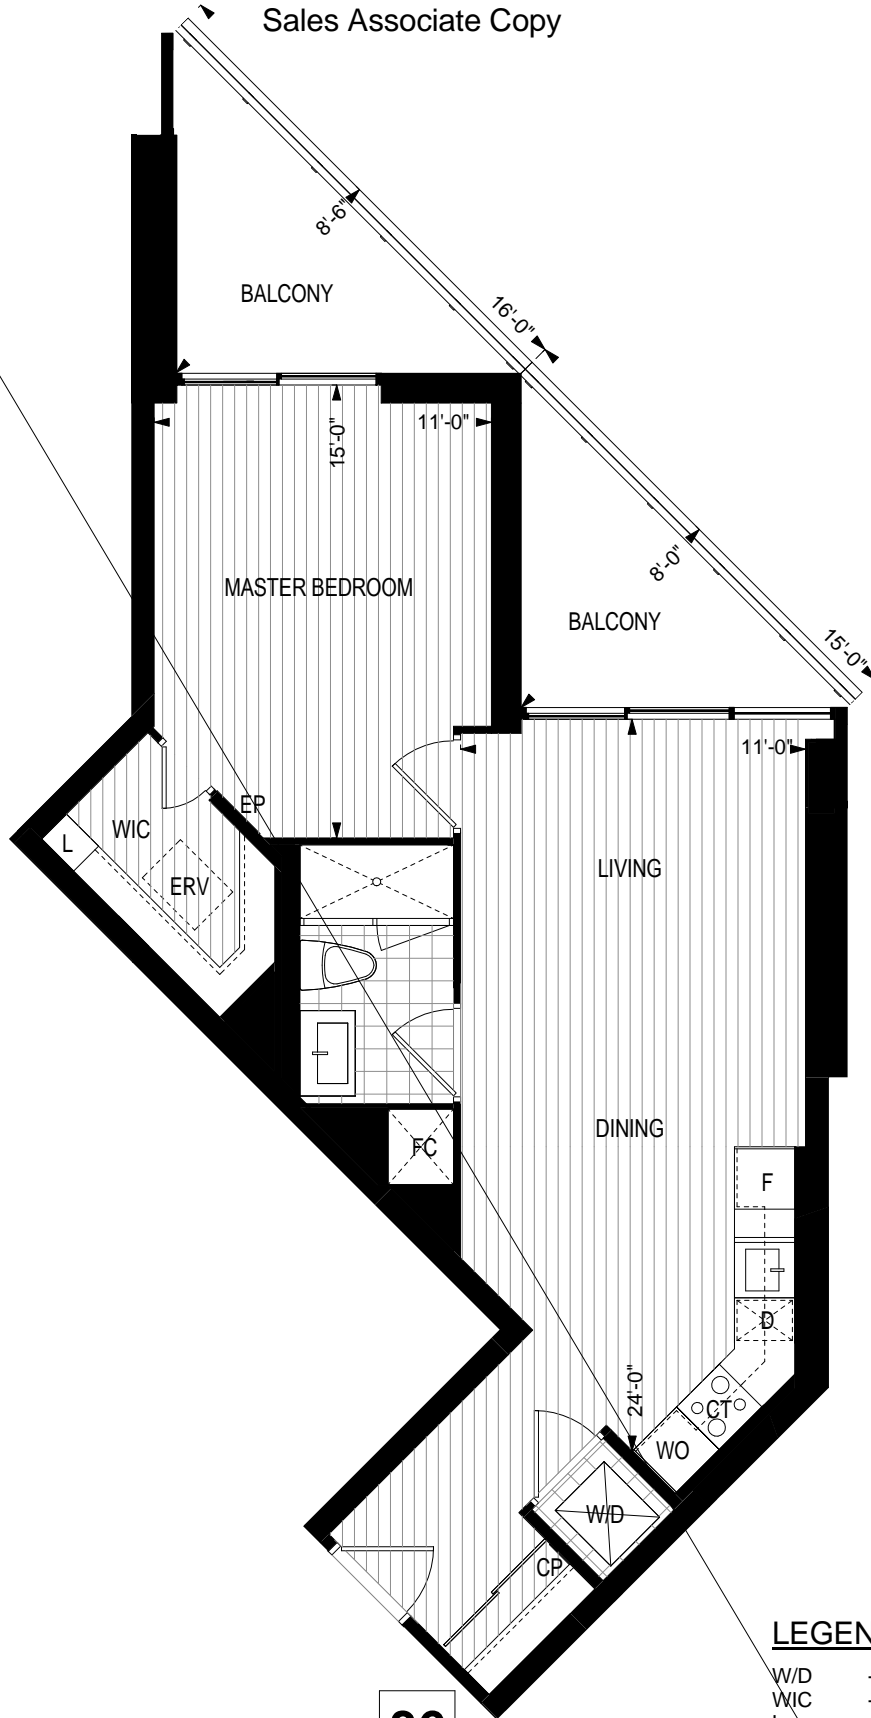 Sales Associate Copy
8'-6"
BALCONY
16'-0"
15'-0"
11'-0"
8'-0"
MASTER BEDROOM
BALCONY
15'-0"
11'-0"
EP
WIC
L
ERV
LIVING
DINING
FC
F
D
24'-0"
CT
WO
W/D
CP
LEGEN
W/D -
WIC -